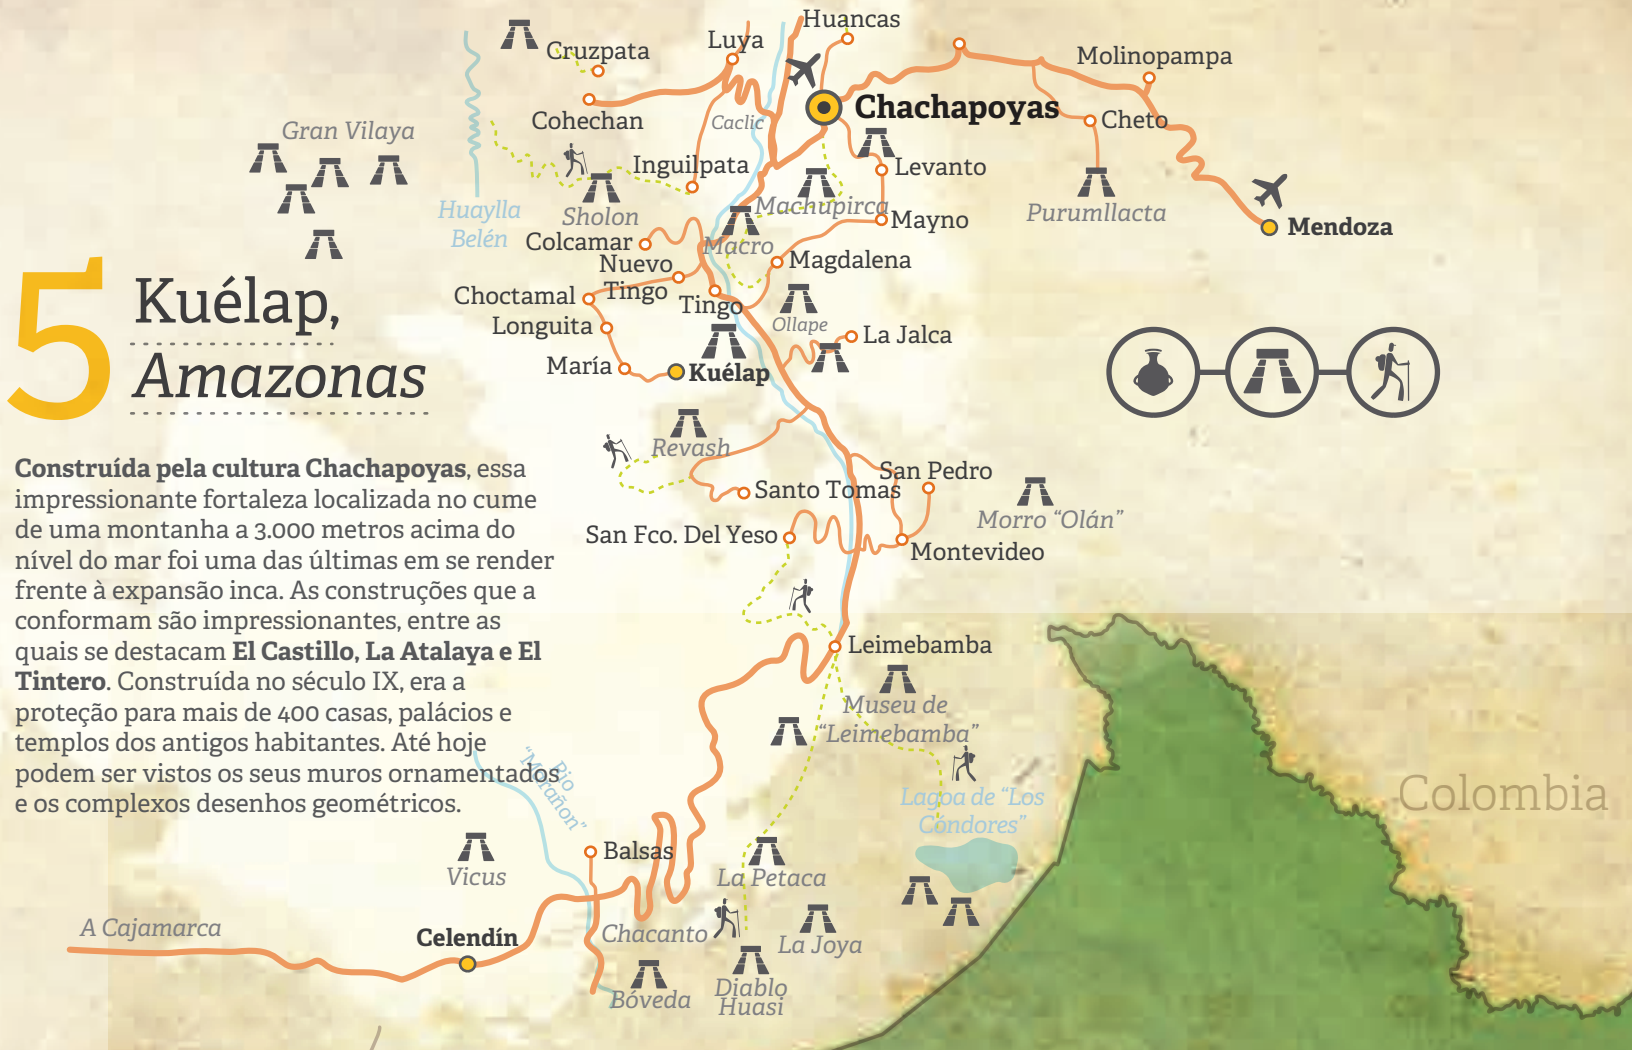 Huancas
Cruzpata
Luya
Molinopampa
Chachapoyas
Cohechan
Caclic
Cheto
Gran Vilaya
Inguilpata
Levanto
Huaylla
Belén
Sholon
Machupirca
Purumllacta
Mayno
Mendoza
Colcamar
Macro
Nuevo
Tingo
Magdalena
Choctamal
Tingo
Longuita
Ollape
La Jalca
María
Kuélap
5
Kuélap,
Amazonas
Revash
San Pedro
Santo Tomas
Morro “Olán”
San Fco. Del Yeso
Montevideo
Construída pela cultura Chachapoyas, essa
impressionante fortaleza localizada no cume
de uma montanha a 3.000 metros acima do
nível do mar foi uma das últimas em se render
frente à expansão inca. As construções que a
conformam são impressionantes, entre as
quais se destacam El Castillo, La Atalaya e El
Tintero. Construída no século IX, era a
proteção para mais de 400 casas, palácios e
templos dos antigos habitantes. Até hoje
podem ser vistos os seus muros ornamentados
e os complexos desenhos geométricos.
Leimebamba
Museu de
“Leimebamba”
Rio
“Marañon”
Lagoa de “Los
Cóndores”
Colombia
Balsas
Vicus
La Petaca
A Cajamarca
Celendín
Chacanto
La Joya
Bóveda
Diablo
Huasi